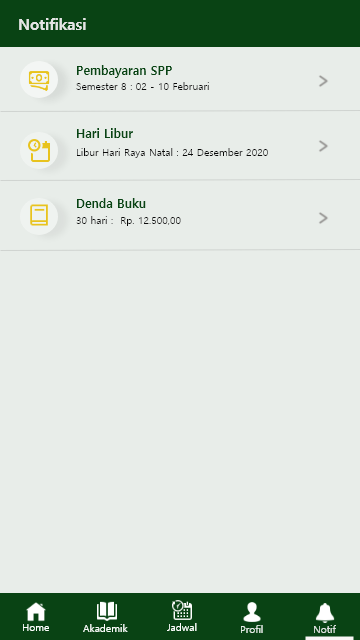 Notifikasi
Pembayaran SPP
Semester 8 : 02 - 10 Februari
Hari Libur
Libur Hari Raya Natal : 24 Desember 2020
Denda Buku
30 hari : Rp. 12.500,00
Home
Akademik
Jadwal
Profil
Notif